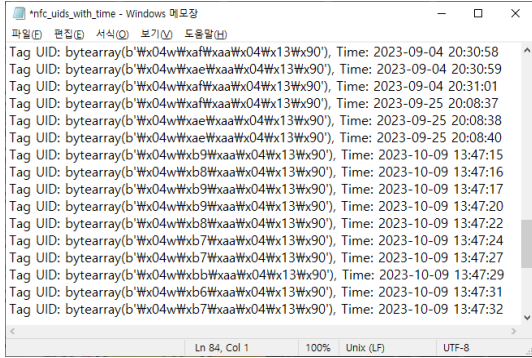 *nfc_uids_with_time - Windows 메모장
파일(F) 편집(E) 서식(O) 보기(V) 도움말(H)
Tag UID: bytearray(b'₩x04w₩xaf₩xaa₩x04₩x13₩x90'), Time: 2023-09-04 20:30:58
Tag UID: bytearray(b'₩x04w₩xae₩xaa₩x04₩x13₩x90'), Time: 2023-09-04 20:30:59
Tag UID: bytearray(b'₩x04w₩xaf₩xaa₩x04₩x13₩x90'), Time: 2023-09-04 20:31:01
Tag UID: bytearray(b'₩x04w₩xaf₩xaa₩x04₩x13₩x90'), Time: 2023-09-25 20:08:37
Tag UID: bytearray(b'₩x04w₩xae₩xaa₩x04₩x13₩x90'), Time: 2023-09-25 20:08:38
Tag UID: bytearray(b'₩x04w₩xae₩xaa₩x04₩x13₩x90'), Time: 2023-09-25 20:08:40
Tag UID: bytearray(b'₩x04w₩xb9₩xaa₩x04₩x13₩x90'), Time: 2023-10-09 13:47:15
Tag UID: bytearray(b'₩x04w₩xb8₩xaa₩x04₩x13₩x90'), Time: 2023-10-09 13:47:16
Tag UID: bytearray(b'₩x04w₩xb9₩xaa₩x04₩x13₩x90'), Time: 2023-10-09 13:47:17
Tag UID: bytearray(b'₩x04w₩xb9₩xaa₩x04₩x13₩x90'), Time: 2023-10-09 13:47:20
Tag UID: bytearray(b'₩x04w₩xb8₩xaa₩x04₩x13₩x90'), Time: 2023-10-09 13:47:22
Tag UID: bytearray(b'₩x04w₩xb7₩xaa₩x04₩x13₩x90'), Time: 2023-10-09 13:47:24
Tag UID: bytearray(b'₩x04w₩xb7₩xaa₩x04₩x13₩x90'), Time: 2023-10-09 13:47:27
Tag UID: bytearray(b'₩x04w₩xbb₩xaa₩x04₩x13₩x90'), Time: 2023-10-09 13:47:29
Tag UID: bytearray(b'₩x04w₩xb6₩xaa₩x04₩x13₩x90'), Time: 2023-10-09 13:47:31
Tag UID: bytearray(b'₩x04w₩xb7₩xaa₩x04₩x13₩x90'), Time: 2023-10-09 13:47:32
Ln 84, Col 1 100% Unix (LF) UTF-8